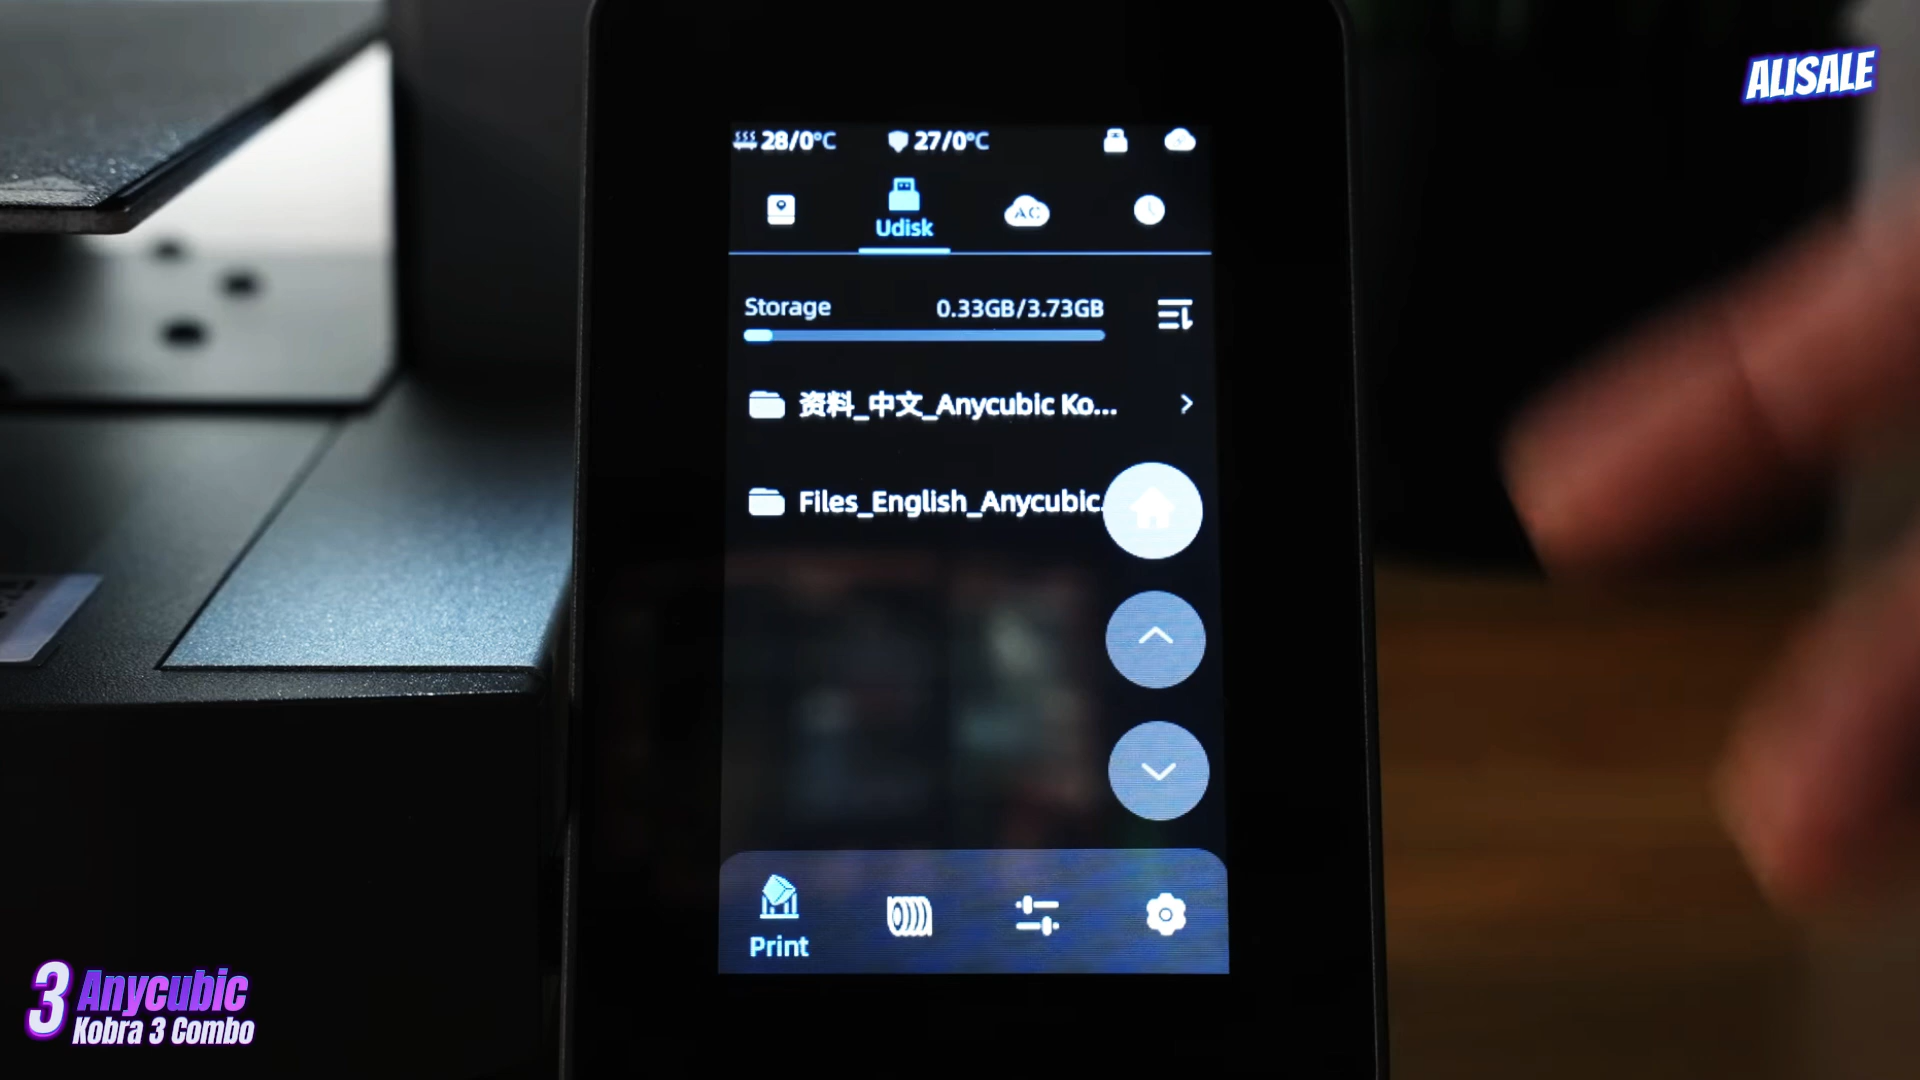 ALISALE
28/0°C 27/0°C
AC
Udisk
Storage 0.33GB/3.73GB
资料_中文_Anycubic Ko...
Files_English_Anycubic.
Print
3 Anycubic
Kobra 3 Combo